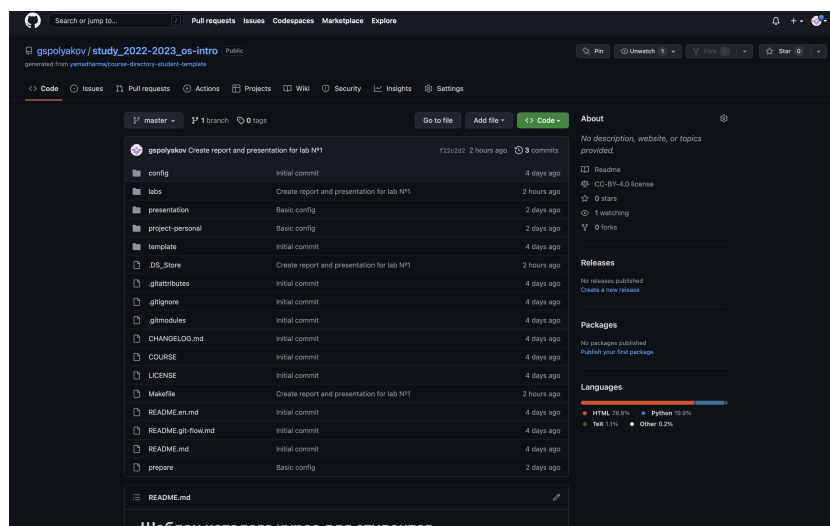 Search or jump to... / Pull requests Issues Codespaces Marketplace Explore
gspolyakov / study_2022-2023_os-intro Public
Pin Unwatch 1 Fork 0 Star 0
generated from yamadharma/course-directory-student-template
Code Issues Pull requests Actions Projects Wiki Security Insights Settings
master 1 branch 0 tags Go to file Add file Code
gspolyakov Create report and presentation for lab №1 f22c2d2 2 hours ago 3 commits
config Initial commit 4 days ago
labs Create report and presentation for lab №1 2 hours ago
presentation Basic config 2 days ago
project-personal Basic config 2 days ago
template Initial commit 4 days ago
.DS_Store Create report and presentation for lab №1 2 hours ago
.gitattributes Initial commit 4 days ago
.gitignore Initial commit 4 days ago
.gitmodules Initial commit 4 days ago
CHANGELOG.md Initial commit 4 days ago
COURSE Initial commit 4 days ago
LICENSE Initial commit 4 days ago
Makefile Create report and presentation for lab №1 2 hours ago
README.en.md Initial commit 4 days ago
README.git-flow.md Initial commit 4 days ago
README.md Initial commit 4 days ago
prepare Basic config 2 days ago
README.md
Шаблон каталога курса для студентов
About
No description, website, or topics
provided.
Readme
CC-BY-4.0 license
0 stars
1 watching
0 forks
Releases
No releases published
Create a new release
Packages
No packages published
Publish your first package
Languages
HTML 78.8% Python 19.9%
TeX 1.1% Other 0.2%